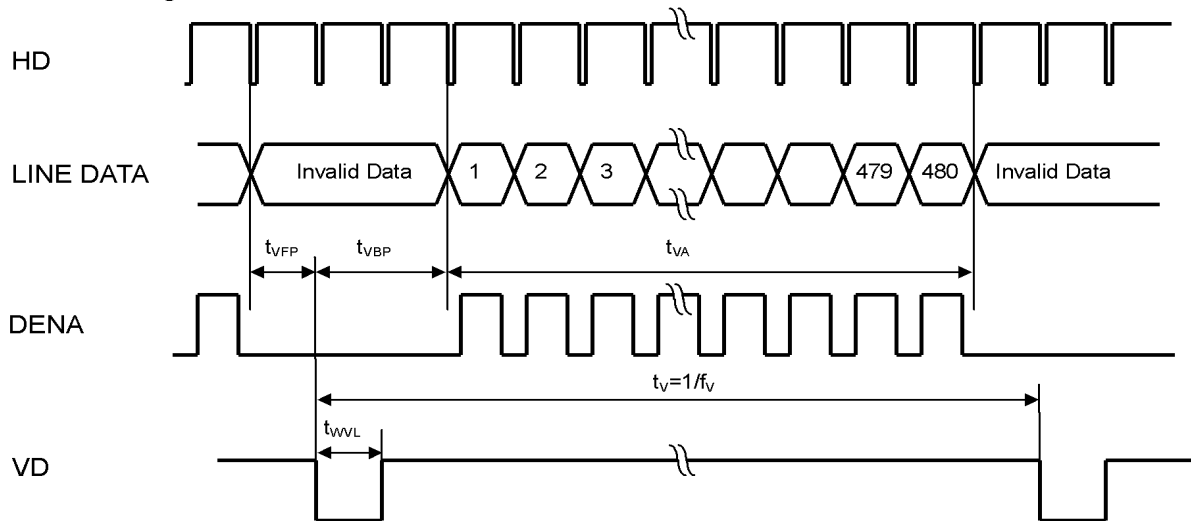 HD
LINE DATA
Invalid Data
1
2
3
479
480
Invalid Data
tVFP
tVBP
tVA
DENA
tV=1/fV
tWVL
VD